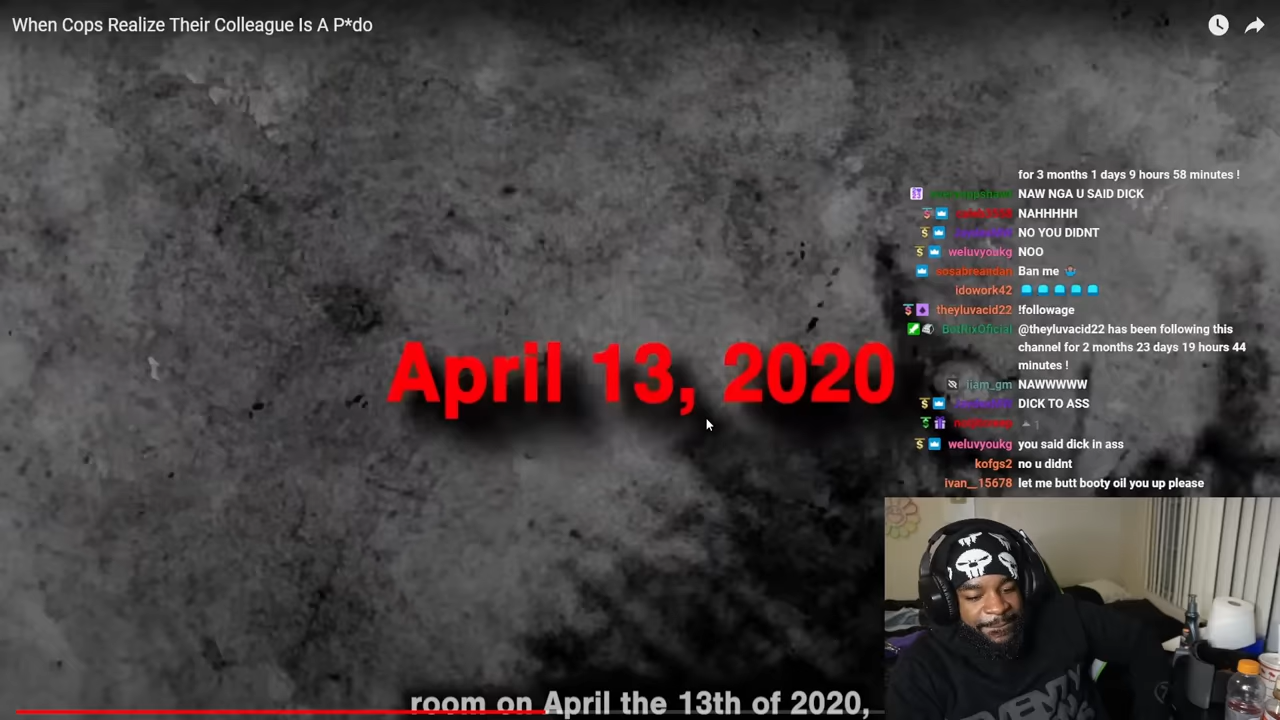 When Cops Realize Their Colleague Is A P*do
for 3 months 1 days 9 hours 58 minutes !
NAW NGA U SAID DICK
NAHHHHH
NO YOU DIDNT
weluvyoukg NOO
sosabreandan Ban me
idowork42
theyluvacid22 !followage
BotRixOficial @theyluvacid22 has been following this
channel for 2 months 23 days 19 hours 44
minutes !
liam_gm NAWWWWW
DICK TO ASS
weluvyoukg you said dick in ass
kofgs2 no u didnt
ivan__15678 let me butt booty oil you up please
April 13, 2020
room on April the 13th of 2020,